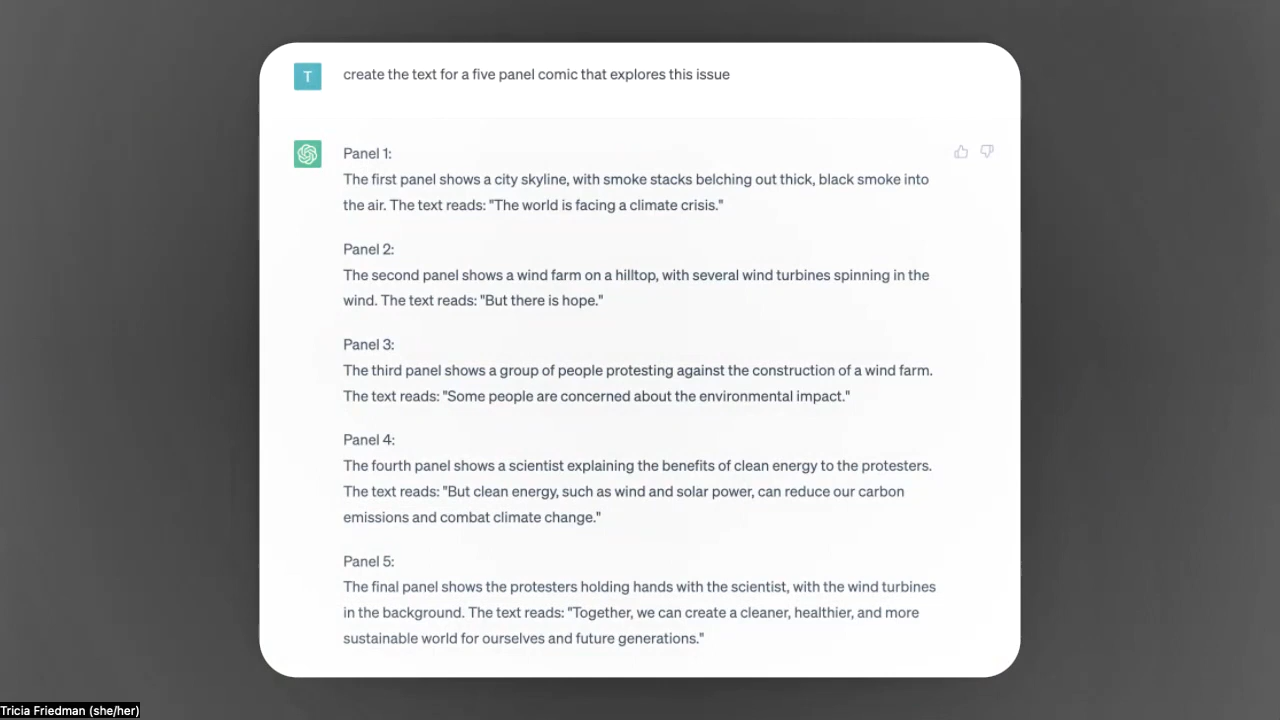 T
create the text for a five panel comic that explores this issue
Panel 1:
The first panel shows a city skyline, with smoke stacks belching out thick, black smoke into
the air. The text reads: "The world is facing a climate crisis."
Panel 2:
The second panel shows a wind farm on a hilltop, with several wind turbines spinning in the
wind. The text reads: "But there is hope."
Panel 3:
The third panel shows a group of people protesting against the construction of a wind farm.
The text reads: "Some people are concerned about the environmental impact."
Panel 4:
The fourth panel shows a scientist explaining the benefits of clean energy to the protesters.
The text reads: "But clean energy, such as wind and solar power, can reduce our carbon
emissions and combat climate change."
Panel 5:
The final panel shows the protesters holding hands with the scientist, with the wind turbines
in the background. The text reads: "Together, we can create a cleaner, healthier, and more
sustainable world for ourselves and future generations."
Tricia Friedman (she/her)